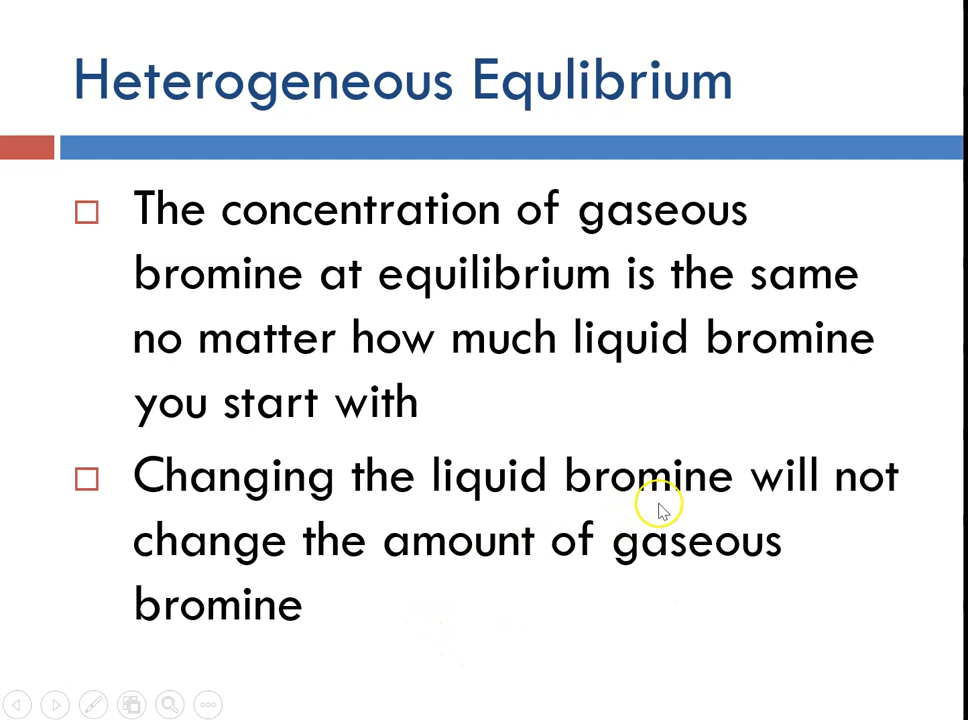 Heterogeneous Equlibrium
The concentration of gaseous
bromine at equilibrium is the same
no matter how much liquid bromine
you start with
Changing the liquid bromine will not
change the amount of gaseous
bromine